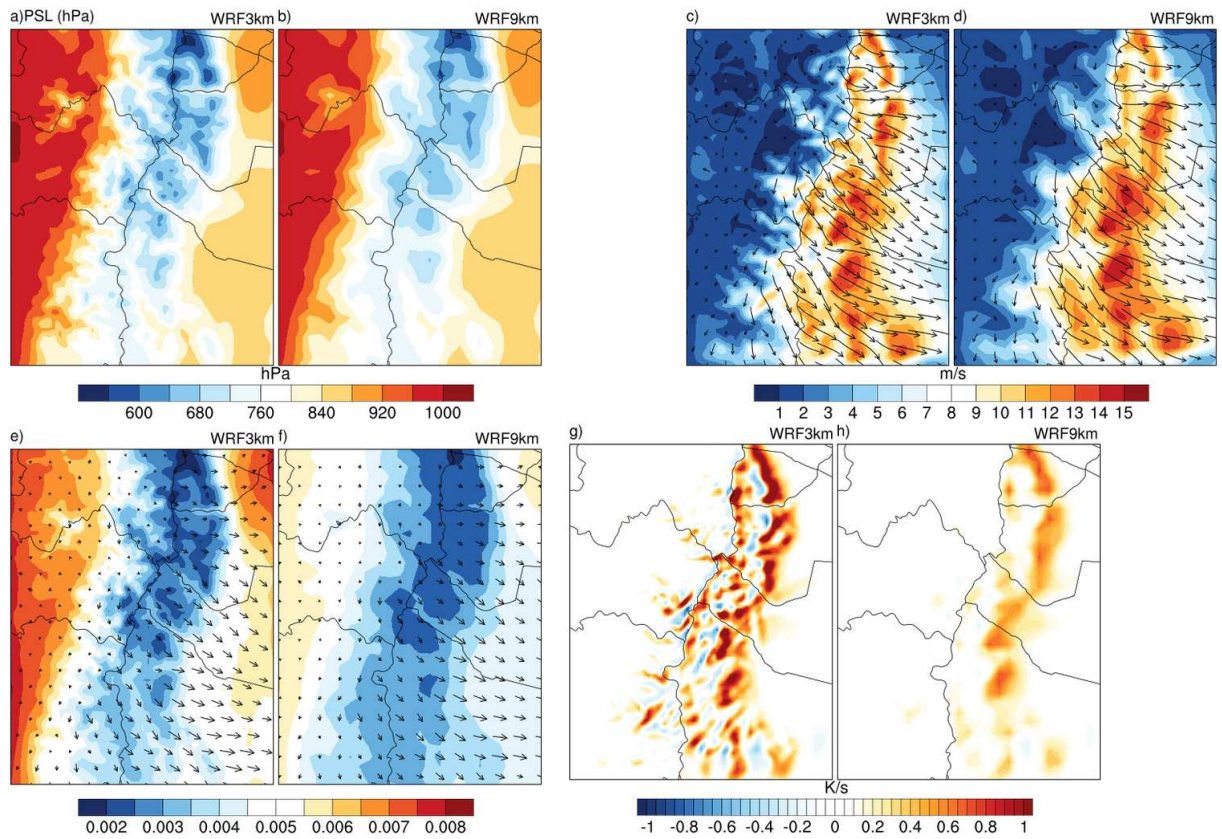 a)PSL (hPa) WRF3km b) WRF9km
c) WRF3km d) WRF9km
hPa
600 680 760 840 920 1000
m/s
1 2 3 4 5 6 7 8 9 10 11 12 13 14 15
e) WRF3km f) WRF9km
g) WRF3km h) WRF9km
0.002 0.003 0.004 0.005 0.006 0.007 0.008
K/s
-1 -0.8 -0.6 -0.4 -0.2 0 0.2 0.4 0.6 0.8 1